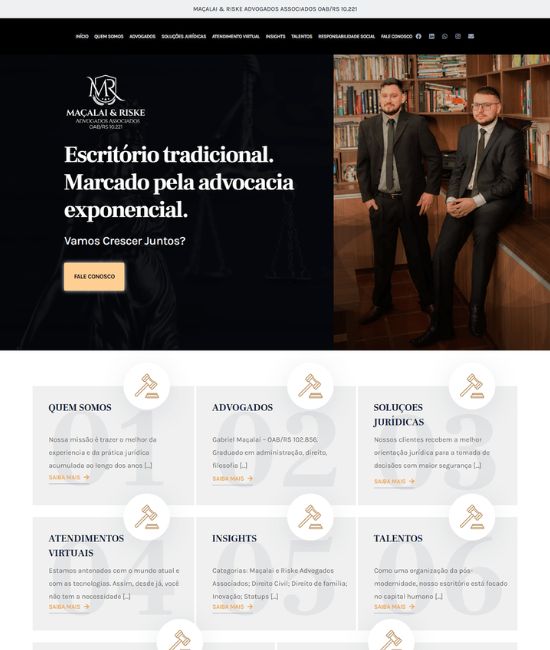 MAÇALAI & RISKE ADVOGADOS ASSOCIADOS OAB/RS 10.221
INÍCIO QUEM SOMOS ADVOGADOS SOLUÇÕES JURÍDICAS ATENDIMENTO VIRTUAL INSIGHTS TALENTOS RESPONSABILIDADE SOCIAL FALE CONOSCO
MR
MAÇALAI & RISKE
ADVOGADOS ASSOCIADOS
OAB/RS 10.221
Escritório tradicional.
Marcado pela advocacia
exponencial.
Vamos Crescer Juntos?
FALE CONOSCO
01
QUEM SOMOS
Nossa missão é trazer o melhor da
experiencia e da prática jurídica
acumulada ao longo dos anos [...]
SAIBA MAIS →
02
ADVOGADOS
Gabriel Maçalai – OAB/RS 102.856.
Graduado em administração, direito,
filosofia [...]
SAIBA MAIS →
03
SOLUÇOES
JURÍDICAS
Nossos clientes recebem a melhor
orientação jurídica para a tomada de
decisões com maior segurança [...]
SAIBA MAIS →
04
ATENDIMENTOS
VIRTUAIS
Estamos antenados com o mundo atual e
com as tecnologias. Assim, desde já, você
não tem a necessidade [...]
SAIBA MAIS →
05
INSIGHTS
Categorias: Maçalai e Riske Advogados
Associados; Direito Civil; Direito de família;
Inovação; Statups [...]
SAIBA MAIS →
06
TALENTOS
Como uma organização da pós-
modernidade, nosso escritório está focado
no capital humano [...]
SAIBA MAIS →